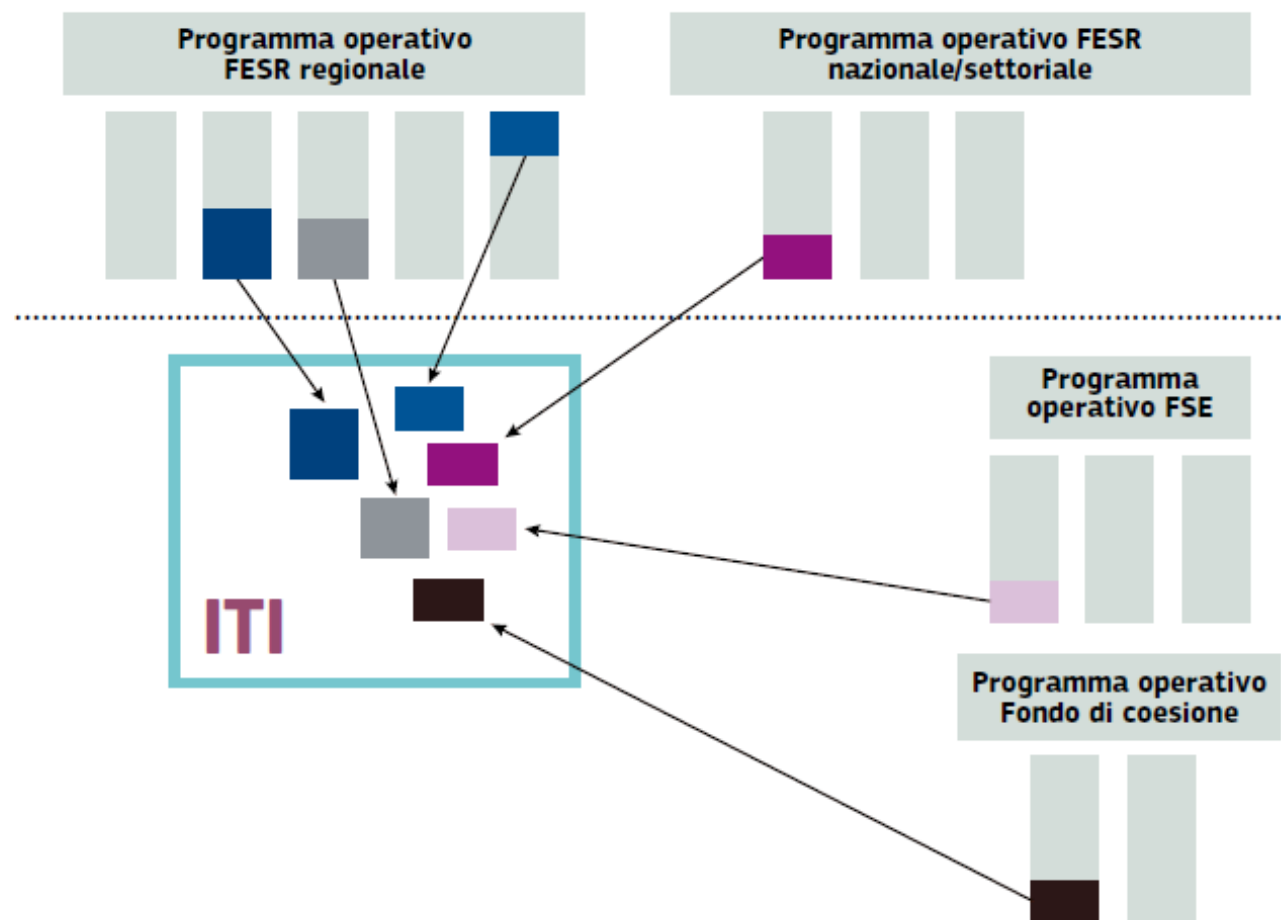 Programma operativo
FESR regionale
Programma operativo FESR
nazionale/settoriale
Programma
operativo FSE
ITI
Programma operativo
Fondo di coesione